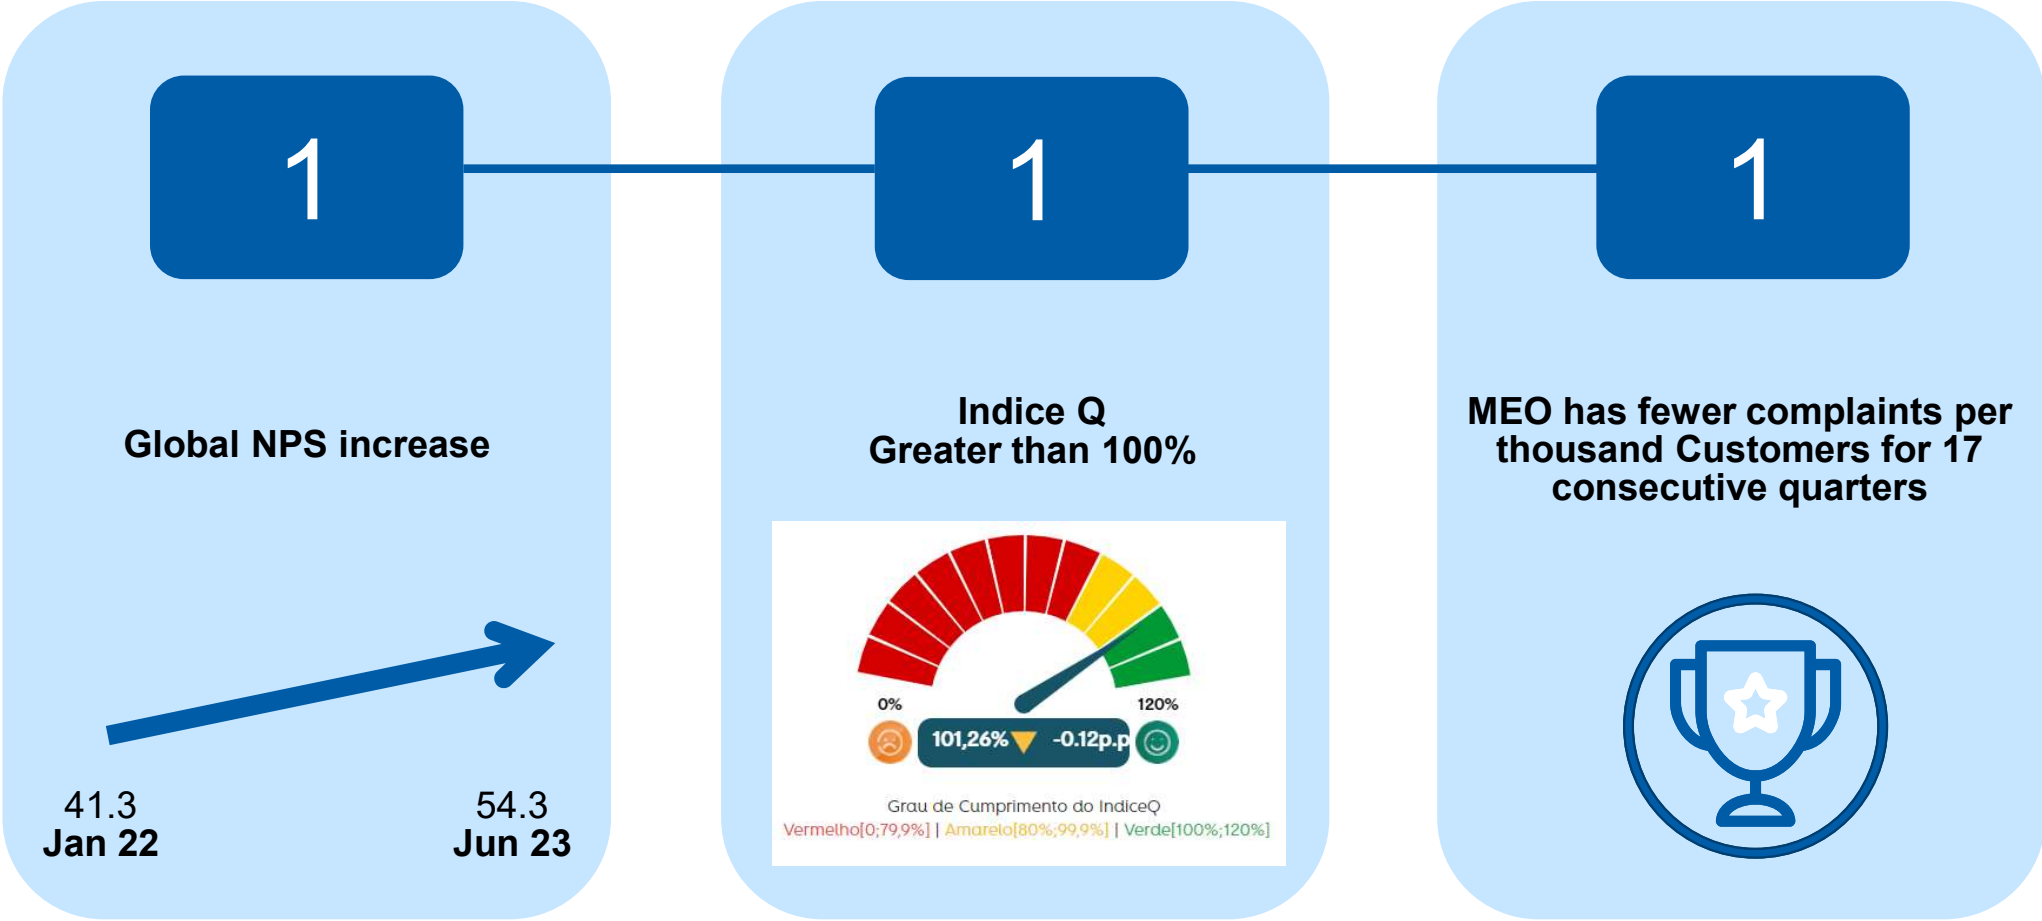 1
1
1
Global NPS increase
41.3
Jan 22
54.3
Jun 23
Indice Q
Greater than 100%
0%
120%
101,26% -0.12p.p
Grau de Cumprimento do IndiceQ
Vermelho[0;79,9%] | Amarelo[80%;99,9%] | Verde[100%;120%]
MEO has fewer complaints per
thousand Customers for 17
consecutive quarters